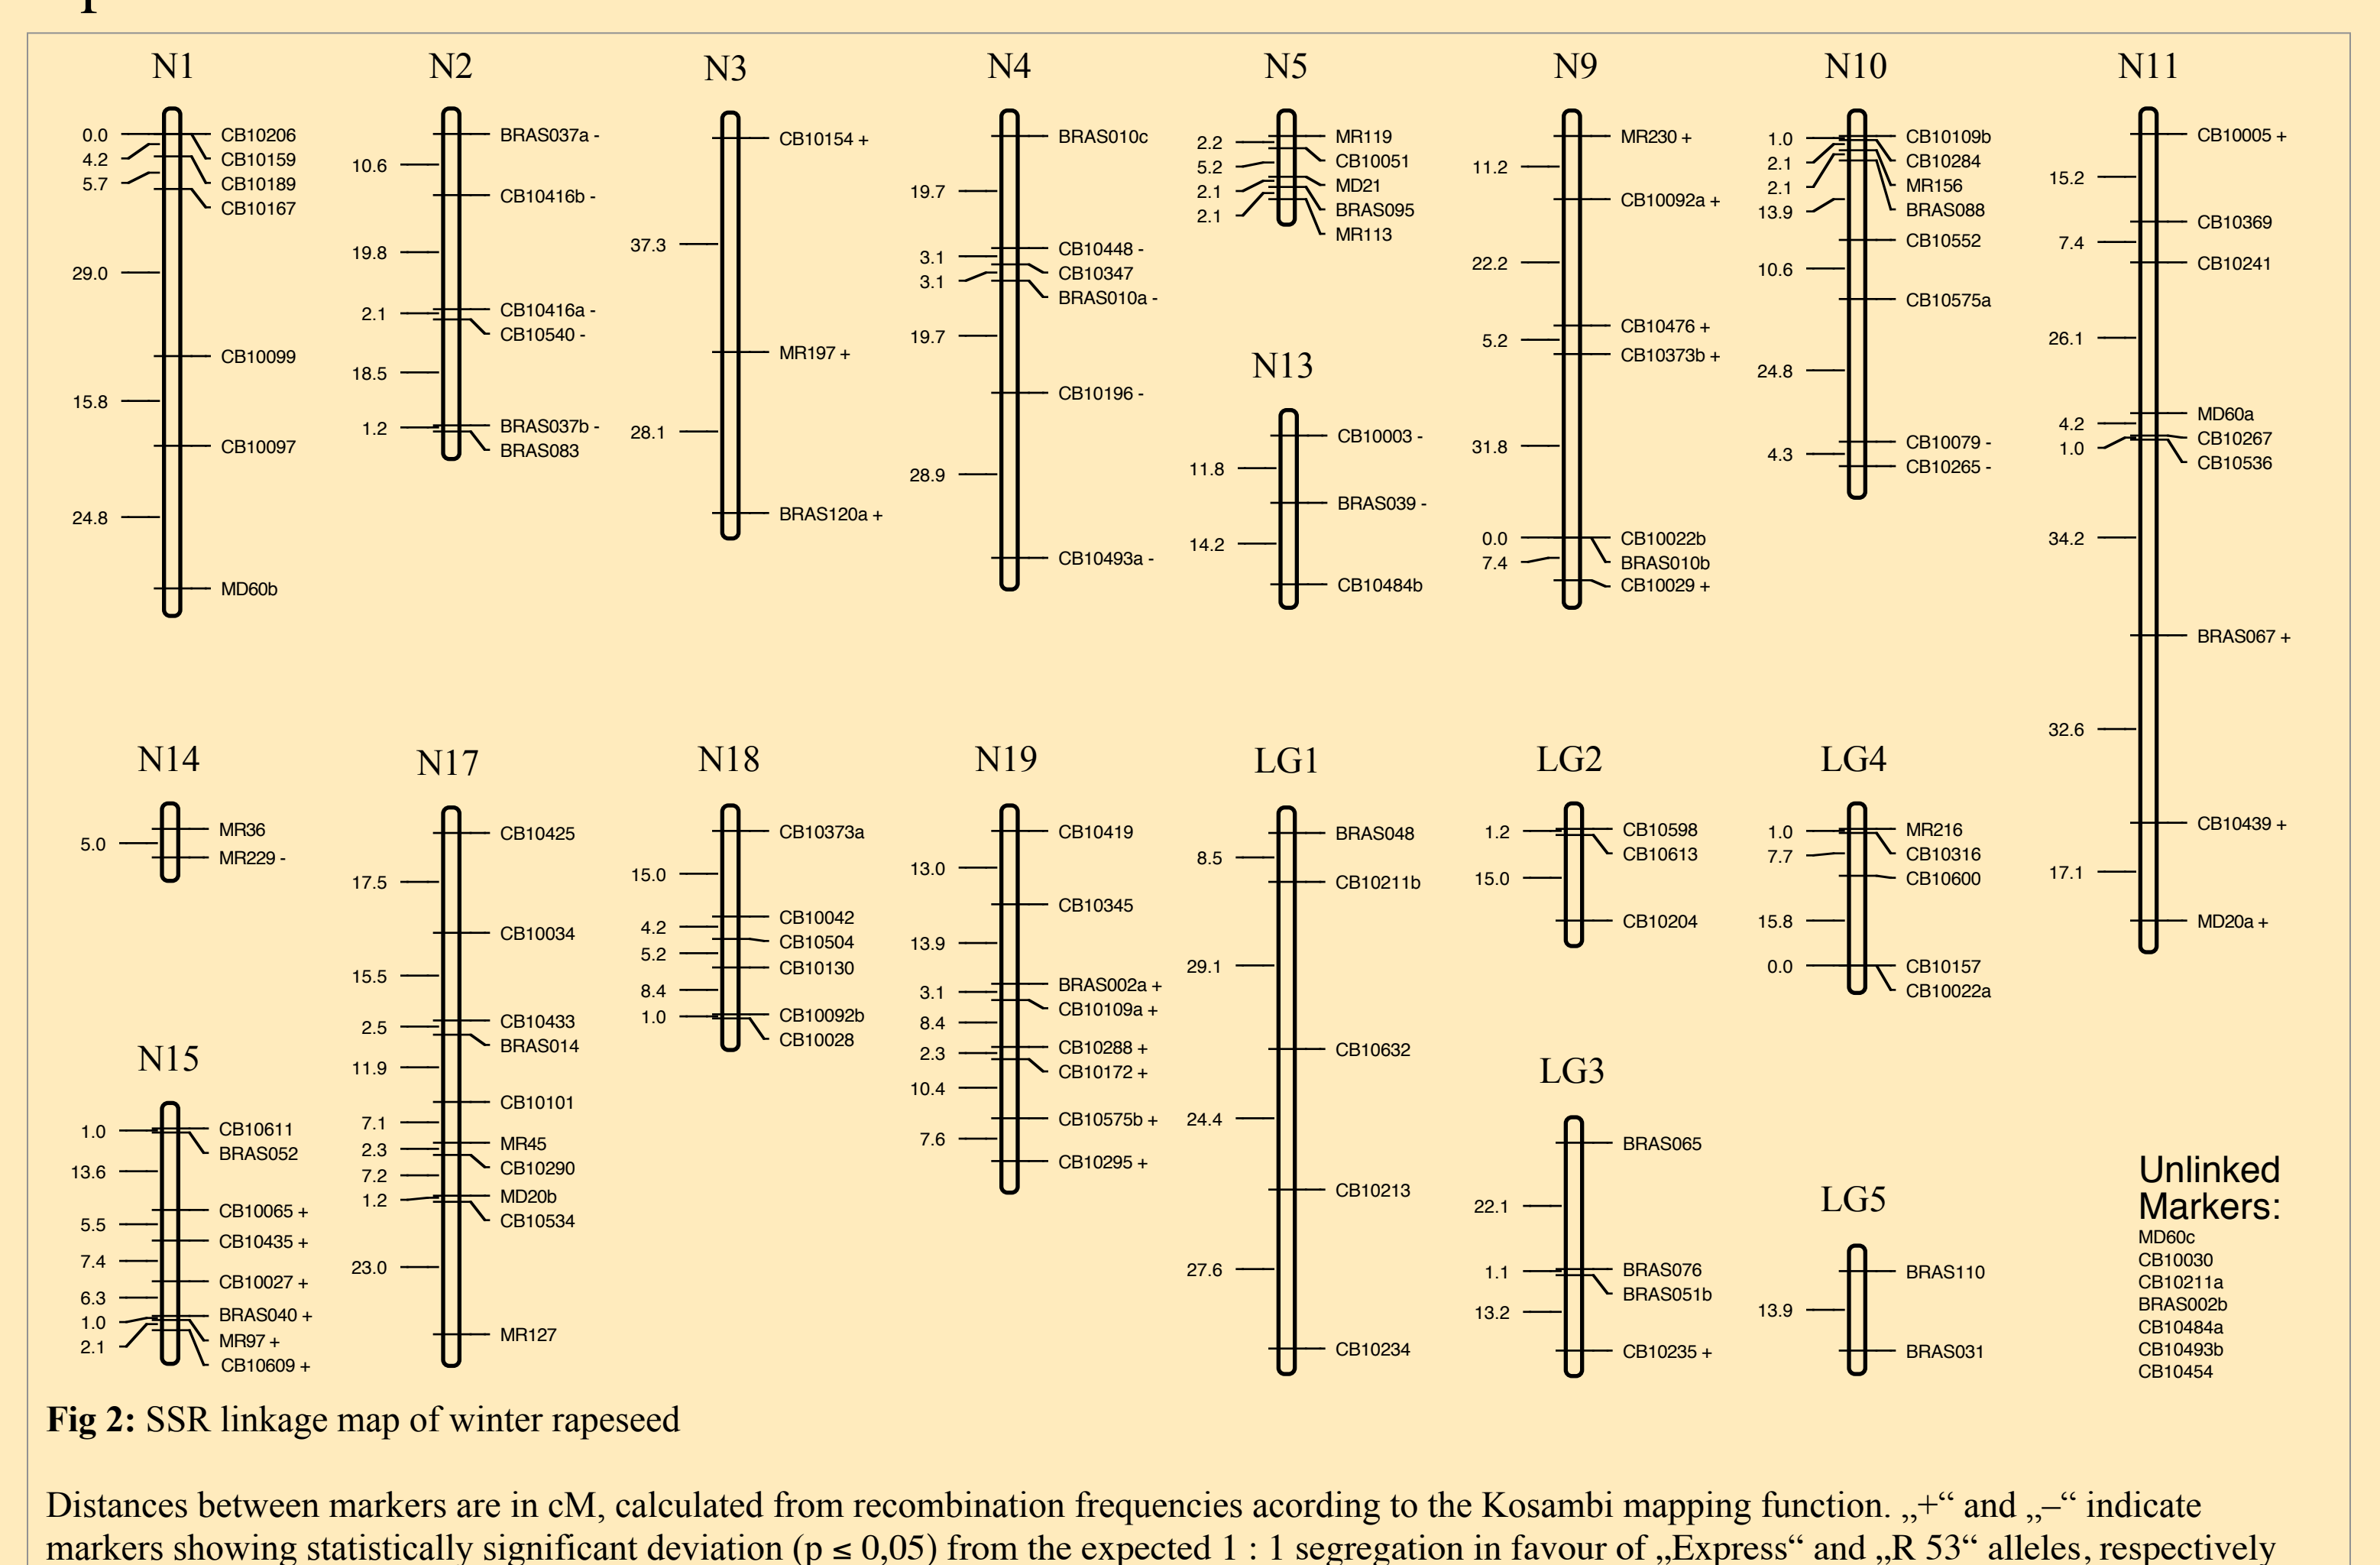 N1
0.0 CB10206
4.2 CB10159
5.7 CB10189
CB10167
29.0
CB10099
15.8
CB10097
24.8
MD60b
N2
BRAS037a -
10.6
CB10416b -
19.8
CB10416a -
2.1
CB10540 -
18.5
BRAS037b -
1.2
BRAS083
N3
CB10154 +
37.3
MR197 +
28.1
BRAS120a +
N4
BRAS010c
19.7
CB10448 -
3.1
CB10347
3.1
BRAS010a -
19.7
CB10196 -
28.9
CB10493a -
N5
MR119
2.2
CB10051
5.2
MD21
2.1
BRAS095
2.1
MR113
N13
CB10003 -
11.8
BRAS039 -
14.2
CB10484b
N9
MR230 +
11.2
CB10092a +
22.2
CB10476 +
5.2
CB10373b +
31.8
0.0 CB10022b
7.4 BRAS010b
CB10029 +
N10
1.0 CB10109b
2.1 CB10284
2.1 MR156
13.9 BRAS088
CB10552
10.6
CB10575a
24.8
CB10079 -
4.3
CB10265 -
N11
CB10005 +
15.2
CB10369
7.4
CB10241
26.1
MD60a
4.2
CB10267
1.0
CB10536
34.2
BRAS067 +
32.6
CB10439 +
17.1
MD20a +
N14
MR36
5.0
MR229 -
N15
1.0 CB10611
BRAS052
13.6
CB10065 +
5.5
CB10435 +
7.4
CB10027 +
6.3
BRAS040 +
1.0
MR97 +
2.1
CB10609 +
N17
CB10425
17.5
CB10034
15.5
CB10433
2.5
BRAS014
11.9
CB10101
7.1
MR45
2.3
CB10290
7.2
MD20b
1.2
CB10534
23.0
MR127
N18
CB10373a
15.0
CB10042
4.2
CB10504
5.2
CB10130
8.4
CB10092b
1.0
CB10028
N19
CB10419
13.0
CB10345
13.9
BRAS002a +
3.1
CB10109a +
8.4
CB10288 +
2.3
CB10172 +
10.4
CB10575b +
7.6
CB10295 +
LG1
BRAS048
8.5
CB10211b
29.1
CB10632
24.4
CB10213
27.6
CB10234
LG2
1.2 CB10598
CB10613
15.0
CB10204
LG3
BRAS065
22.1
1.1 BRAS076
BRAS051b
13.2
CB10235 +
LG4
1.0 MR216
7.7 CB10316
CB10600
15.8
0.0 CB10157
CB10022a
LG5
BRAS110
13.9
BRAS031
Unlinked
Markers:
MD60c
CB10030
CB10211a
BRAS002b
CB10484a
CB10493b
CB10454
Fig 2: SSR linkage map of winter rapeseed
Distances between markers are in cM, calculated from recombination frequencies acording to the Kosambi mapping function. „+“ and „–“ indicate
markers showing statistically significant deviation (p ≤ 0,05) from the expected 1 : 1 segregation in favour of „Express“ and „R 53“ alleles, respectively